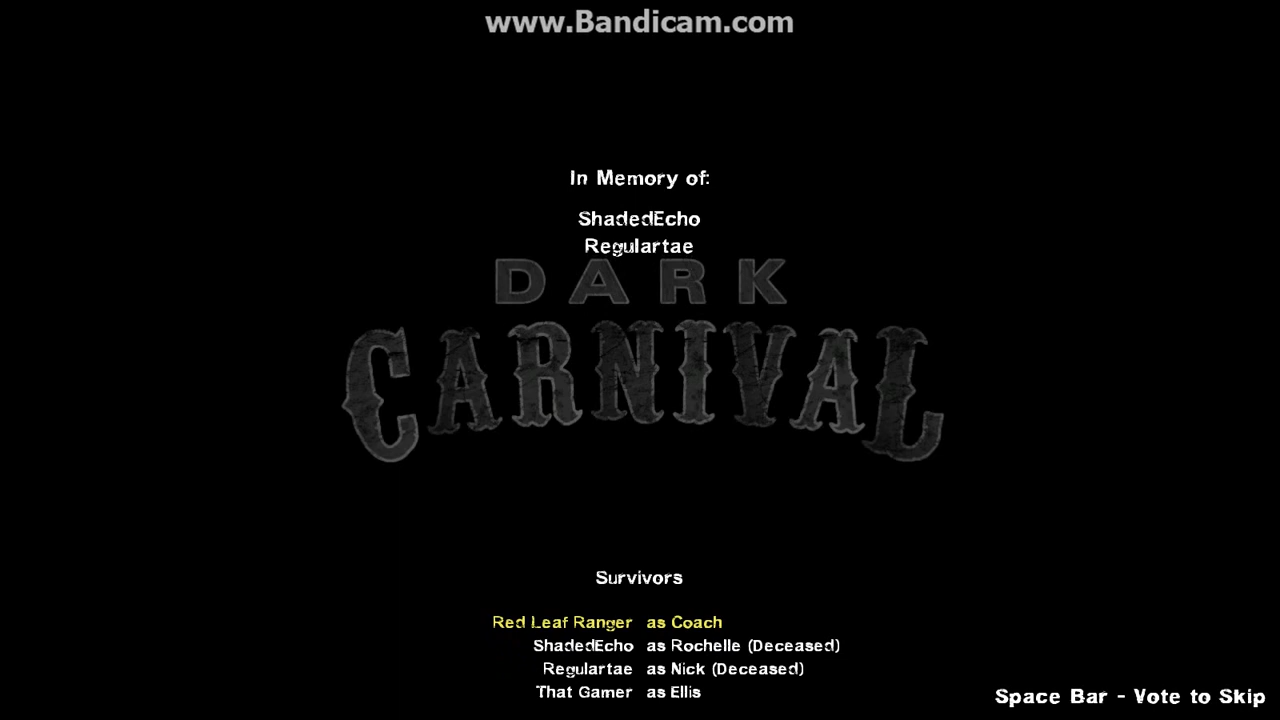 www.Bandicam.com
In Memory of:
ShadedEcho
Regulartae
DARK
CARNIVAL
Survivors
Red Leaf Ranger as Coach
ShadedEcho as Rochelle (Deceased)
Regulartae as Nick (Deceased)
That Gamer as Ellis
Space Bar - Vote to Skip